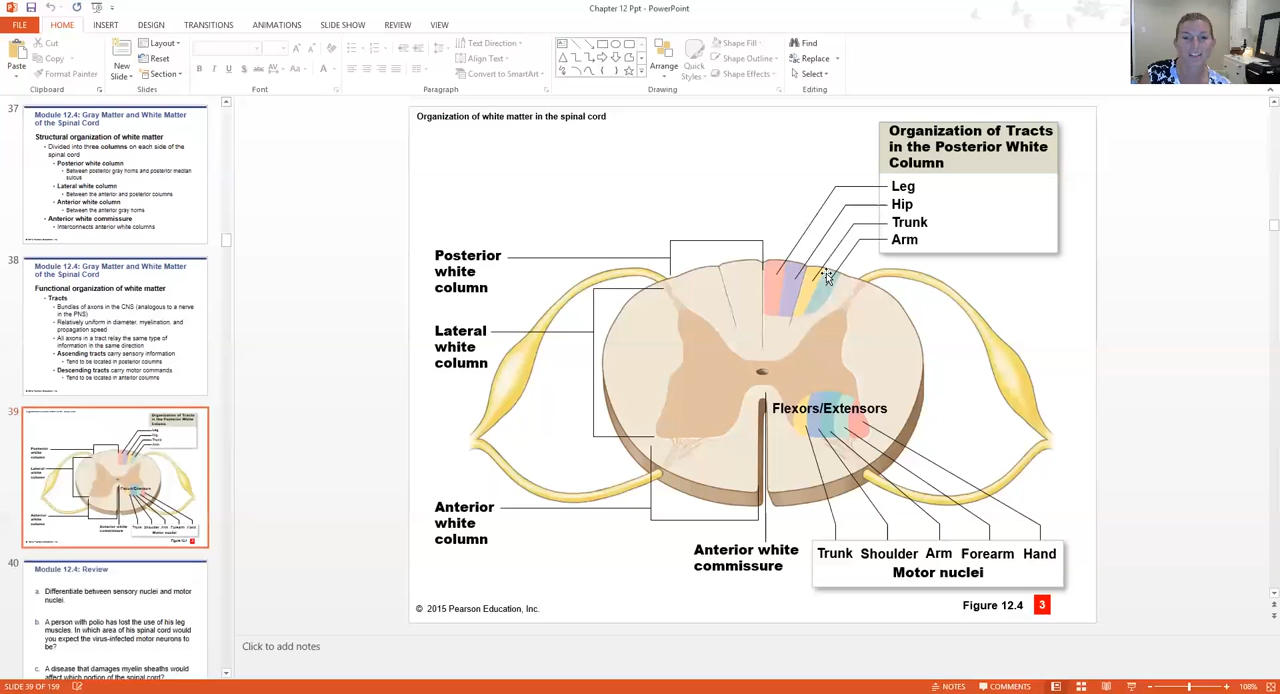 Chapter 12 Ppt - PowerPoint
FILE HOME INSERT DESIGN TRANSITIONS ANIMATIONS SLIDE SHOW REVIEW VIEW
Paste
Cut
Copy
Format Painter
Clipboard
New
Slide
Layout
Reset
Section
Slides
B I U S abc AV Aa A
Font
Text Direction
Align Text
Convert to SmartArt
Paragraph
Arrange
Quick
Styles
Shape Fill
Shape Outline
Shape Effects
Drawing
Find
Replace
Select
Editing
37
Module 12.4: Gray Matter and White Matter
of the Spinal Cord
Structural organization of white matter
• Divided into three columns on each side of the
spinal cord
• Posterior white column
• Between posterior gray horns and posterior median
sulcus
• Lateral white column
• Between the anterior and posterior columns
• Anterior white column
• Between the anterior gray horns
• Anterior white commissure
• Interconnects anterior white columns
38
Module 12.4: Gray Matter and White Matter
of the Spinal Cord
Functional organization of white matter
• Tracts
• Bundles of axons in the CNS (analogous to a nerve
in the PNS)
• Relatively uniform in diameter, myelination, and
propagation speed
• All axons in a tract relay the same type of
information in the same direction
• Ascending tracts carry sensory information
• Tend to be located in posterior columns
• Descending tracts carry motor commands
• Tend to be located in anterior columns
39
40
Module 12.4: Review
a. Differentiate between sensory nuclei and motor
nuclei.
b. A person with polio has lost the use of his leg
muscles. In which area of his spinal cord would
you expect the virus-infected motor neurons to
be?
c. A disease that damages myelin sheaths would
affect which portion of the spinal cord?
Organization of white matter in the spinal cord
Organization of Tracts
in the Posterior White
Column
Leg
Hip
Trunk
Arm
Posterior
white
column
Lateral
white
column
Flexors/Extensors
Anterior
white
column
Anterior white
commissure
Trunk Shoulder Arm Forearm Hand
Motor nuclei
© 2015 Pearson Education, Inc.
Figure 12.4 3
Click to add notes
SLIDE 39 OF 159
NOTES COMMENTS 108%